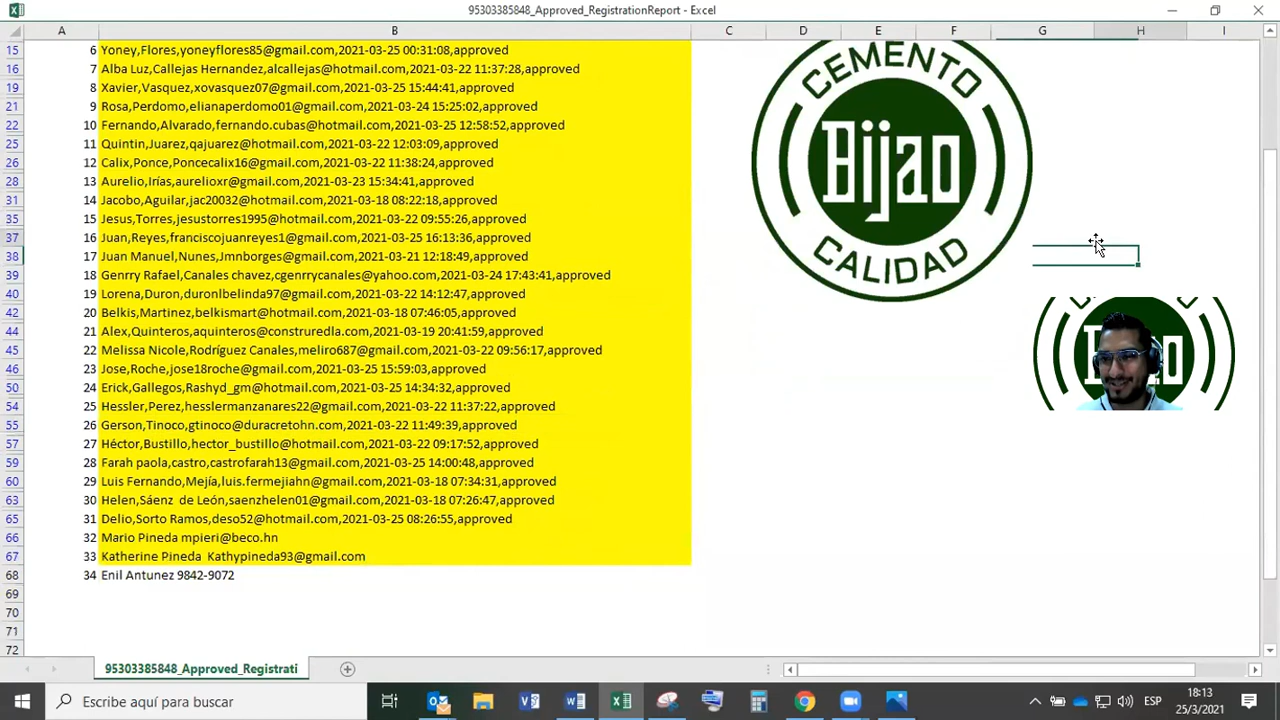 95303385848_Approved_RegistrationReport - Excel
A B C D E F G H I
15 6 Yoney,Flores,yoneyflores85@gmail.com,2021-03-25 00:31:08,approved
16 7 Alba Luz,Callejas Hernandez,alcallejas@hotmail.com,2021-03-22 11:37:28,approved
19 8 Xavier,Vasquez,xovasquez07@gmail.com,2021-03-25 15:44:41,approved
21 9 Rosa,Perdomo,elianaperdomo01@gmail.com,2021-03-24 15:25:02,approved
22 10 Fernando,Alvarado,fernando.cubas@hotmail.com,2021-03-25 12:58:52,approved
25 11 Quintin,Juarez,qajuarez@hotmail.com,2021-03-22 12:03:09,approved
26 12 Calix,Ponce,Poncecalix16@gmail.com,2021-03-22 11:38:24,approved
28 13 Aurelio,Irías,aurelioxr@gmail.com,2021-03-23 15:34:41,approved
31 14 Jacobo,Aguilar,jac20032@hotmail.com,2021-03-18 08:22:18,approved
35 15 Jesus,Torres,jesustorres1995@hotmail.com,2021-03-22 09:55:26,approved
37 16 Juan,Reyes,franciscojuanreyes1@gmail.com,2021-03-25 16:13:36,approved
38 17 Juan Manuel,Nunes,Jmnborges@gmail.com,2021-03-21 12:18:49,approved
39 18 Genrry Rafael,Canales chavez,cgenrrycanales@yahoo.com,2021-03-24 17:43:41,approved
40 19 Lorena,Duron,duronlbelinda97@gmail.com,2021-03-22 14:12:47,approved
42 20 Belkis,Martinez,belkismart@hotmail.com,2021-03-18 07:46:05,approved
44 21 Alex,Quinteros,aquinteros@construredla.com,2021-03-19 20:41:59,approved
45 22 Melissa Nicole,Rodríguez Canales,meliro687@gmail.com,2021-03-22 09:56:17,approved
46 23 Jose,Roche,jose18roche@gmail.com,2021-03-25 15:59:03,approved
50 24 Erick,Gallegos,Rashyd_gm@hotmail.com,2021-03-25 14:34:32,approved
54 25 Hessler,Perez,hesslermanzanares22@gmail.com,2021-03-22 11:37:22,approved
55 26 Gerson,Tinoco,gtinoco@duracretohn.com,2021-03-22 11:49:39,approved
57 27 Héctor,Bustillo,hector_bustillo@hotmail.com,2021-03-22 09:17:52,approved
59 28 Farah paola,castro,castrofarah13@gmail.com,2021-03-25 14:00:48,approved
60 29 Luis Fernando,Mejía,luis.fermejiahn@gmail.com,2021-03-18 07:34:31,approved
63 30 Helen,Sáenz de León,saenzhelen01@gmail.com,2021-03-18 07:26:47,approved
65 31 Delio,Sorto Ramos,deso52@hotmail.com,2021-03-25 08:26:55,approved
66 32 Mario Pineda mpieri@beco.hn
67 33 Katherine Pineda Kathypineda93@gmail.com
68 34 Enil Antunez 9842-9072
69
70
71
72
CEMENTO
Bijao
CALIDAD
95303385848_Approved_Registrati
Escribe aquí para buscar
ESP
18:13
25/3/2021